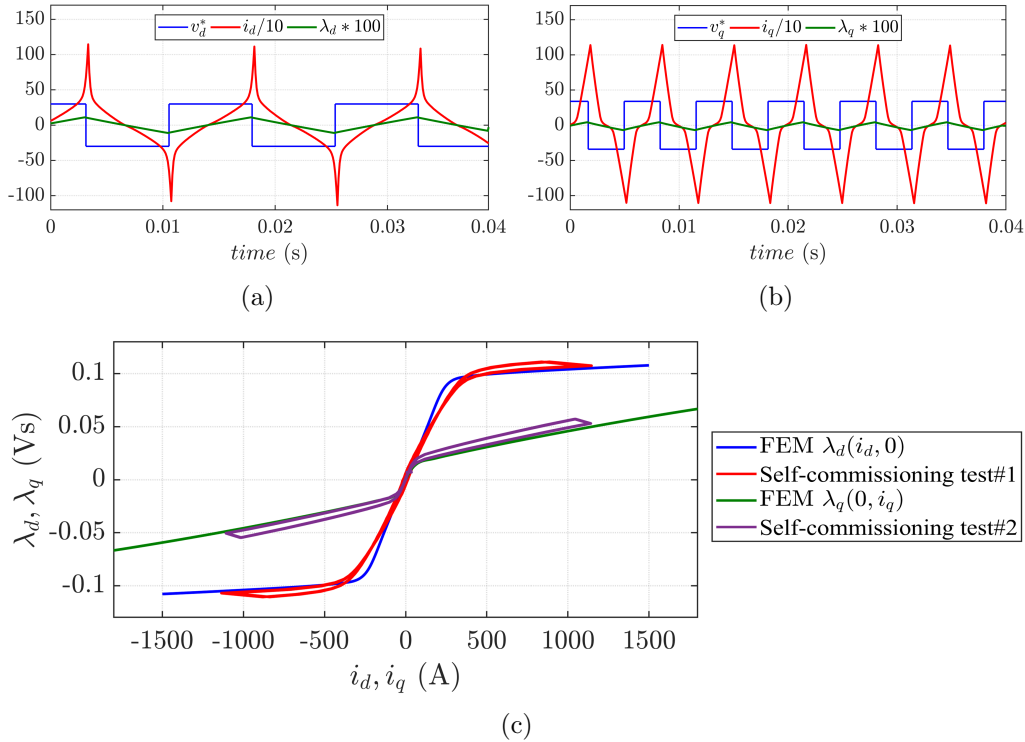 v_d^* i_d/10 λ_d * 100
150
100
50
0
-50
-100
0 0.01 0.02 0.03 0.04
time (s)
(a)
v_q^* i_q/10 λ_q * 100
150
100
50
0
-50
-100
0 0.01 0.02 0.03 0.04
time (s)
(b)
0.1
0.05
0
-0.05
-0.1
λ_d, λ_q (Vs)
-1500 -1000 -500 0 500 1000 1500
i_d, i_q (A)
FEM λ_d(i_d, 0)
Self-commissioning test#1
FEM λ_q(0, i_q)
Self-commissioning test#2
(c)